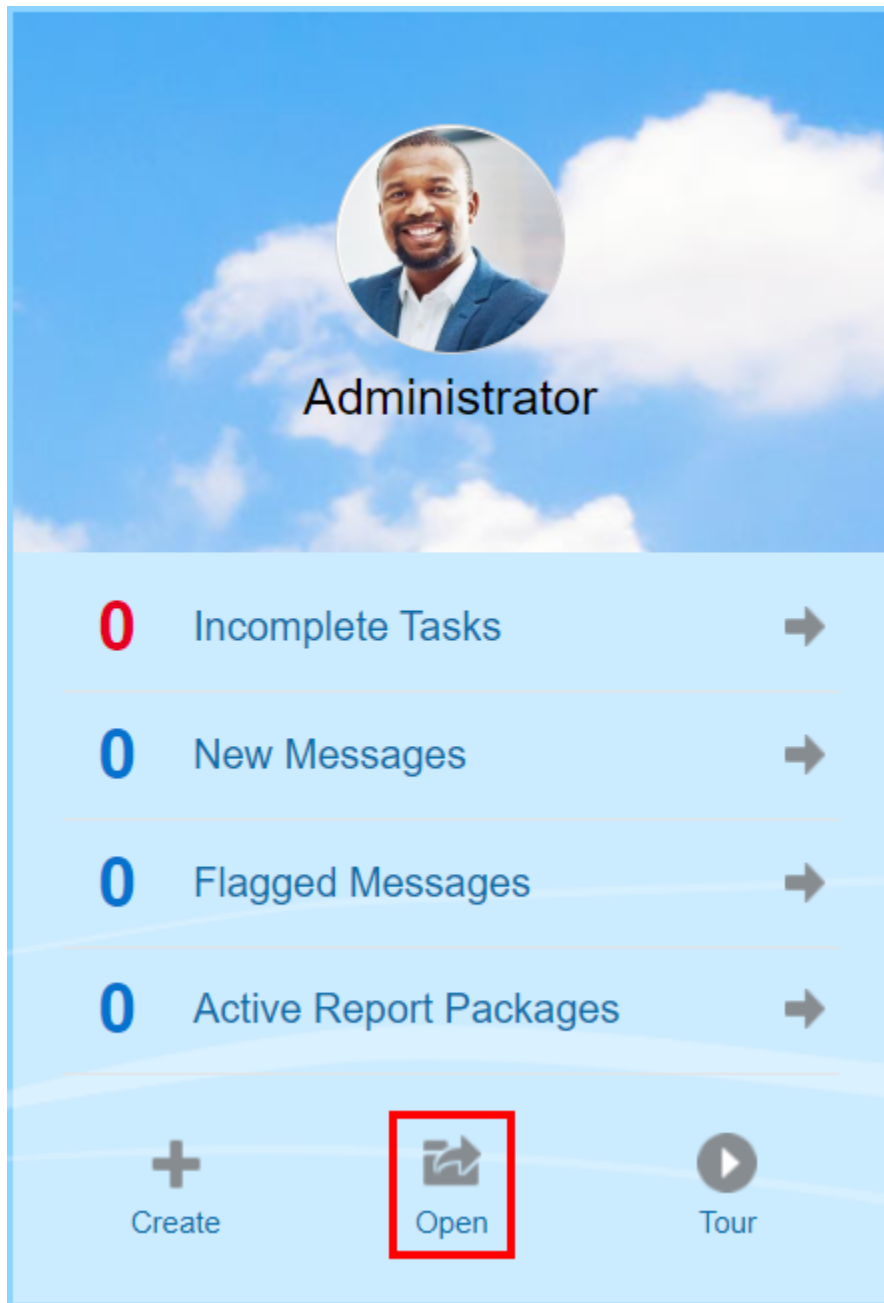 Administrator
0 Incomplete Tasks
0 New Messages
0 Flagged Messages
0 Active Report Packages
Create Open Tour